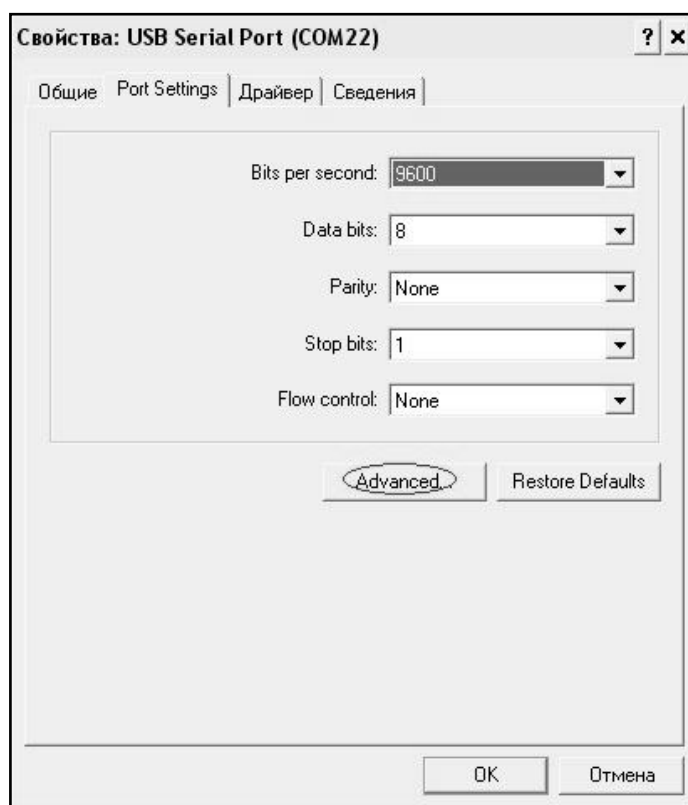 Свойства: USB Serial Port (COM22)
Общие Port Settings Драйвер Сведения
Bits per second: 9600
Data bits: 8
Parity: None
Stop bits: 1
Flow control: None
Advanced... Restore Defaults
OK Отмена